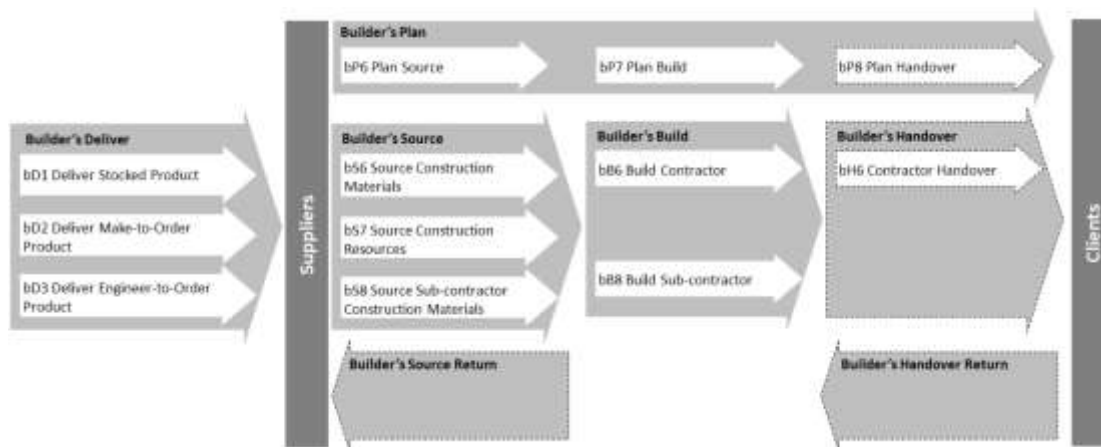 Builder's Plan
bP6 Plan Source
bP7 Plan Build
bP8 Plan Handover
Builder's Deliver
bD1 Deliver Stocked Product
bD2 Deliver Make-to-Order
Product
bD3 Deliver Engineer-to-Order
Product
Suppliers
Builder's Source
bS6 Source Construction
Materials
bS7 Source Construction
Resources
bS8 Source Sub-contractor
Construction Materials
Builder's Build
bB6 Build Contractor
bB8 Build Sub-contractor
Builder's Handover
bH6 Contractor Handover
Clients
Builder's Source Return
Builder's Handover Return